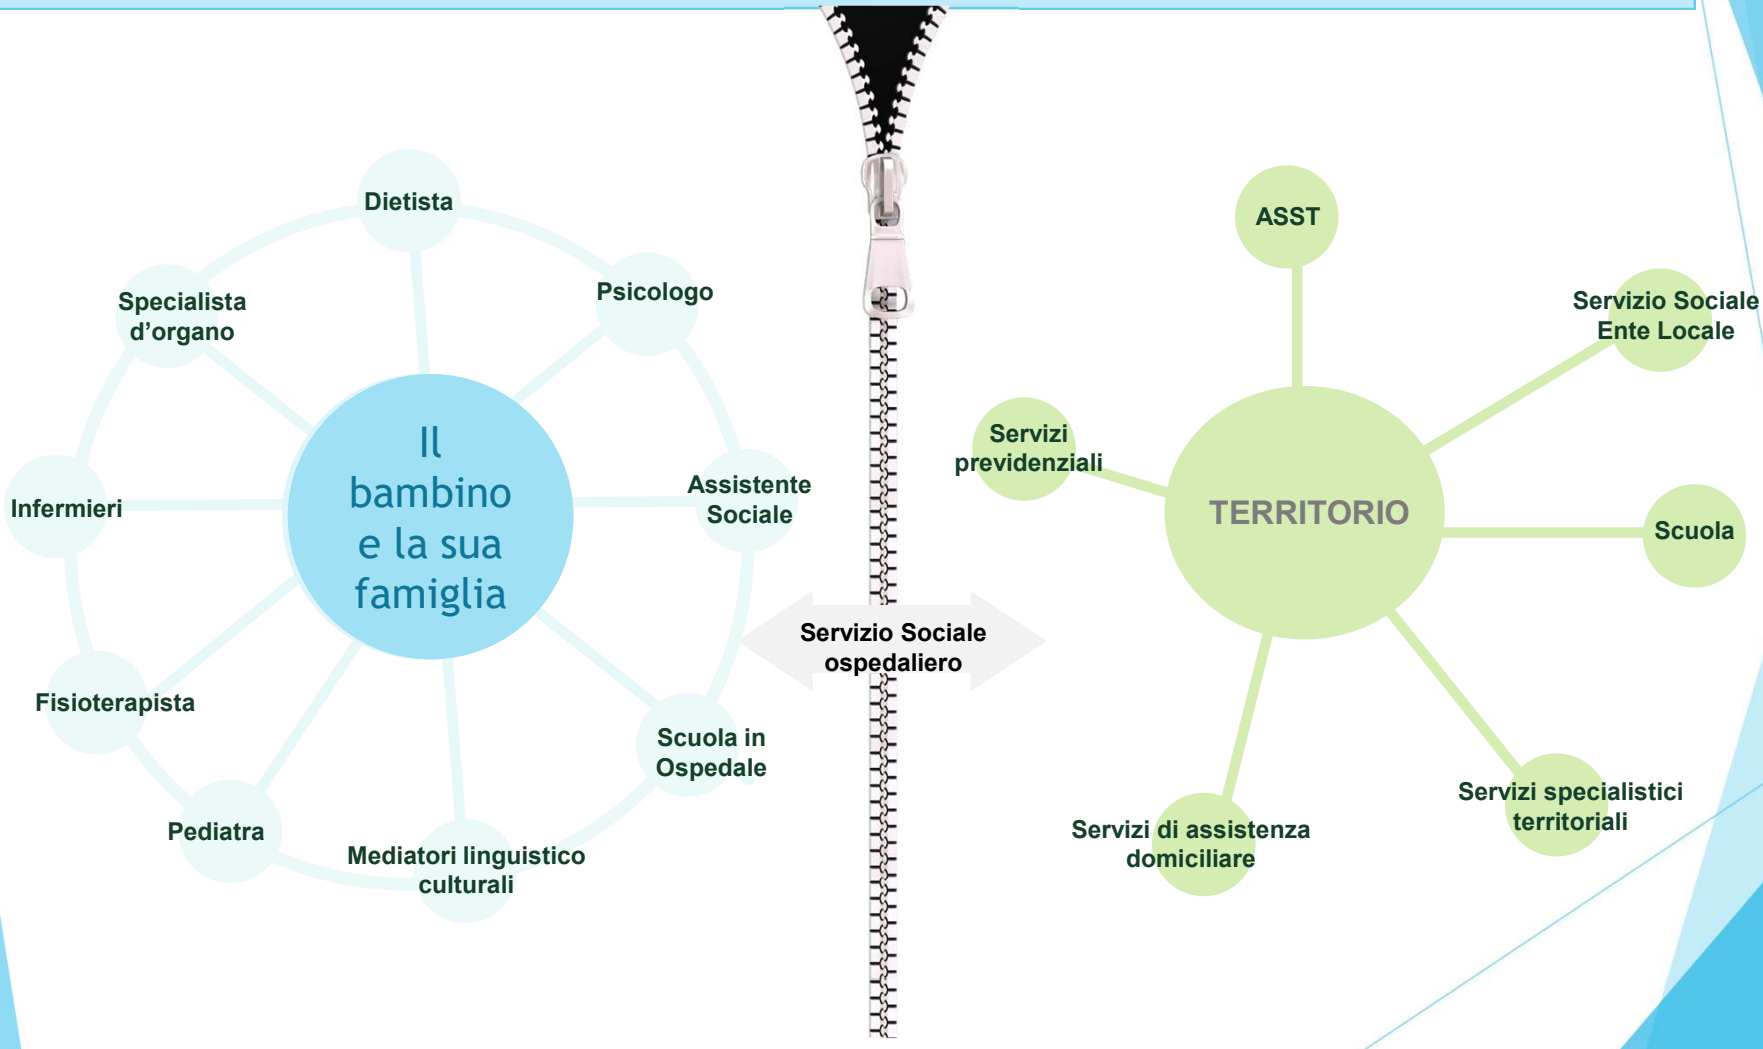 Dietista
Specialista
d'organo
Psicologo
Infermieri
Il
bambino
e la sua
famiglia
Assistente
Sociale
Fisioterapista
Pediatra
Mediatori linguistico
culturali
Scuola in
Ospedale
Servizio Sociale
ospedaliero
ASST
Servizio Sociale
Ente Locale
Servizi
previdenziali
TERRITORIO
Scuola
Servizi di assistenza
domiciliare
Servizi specialistici
territoriali